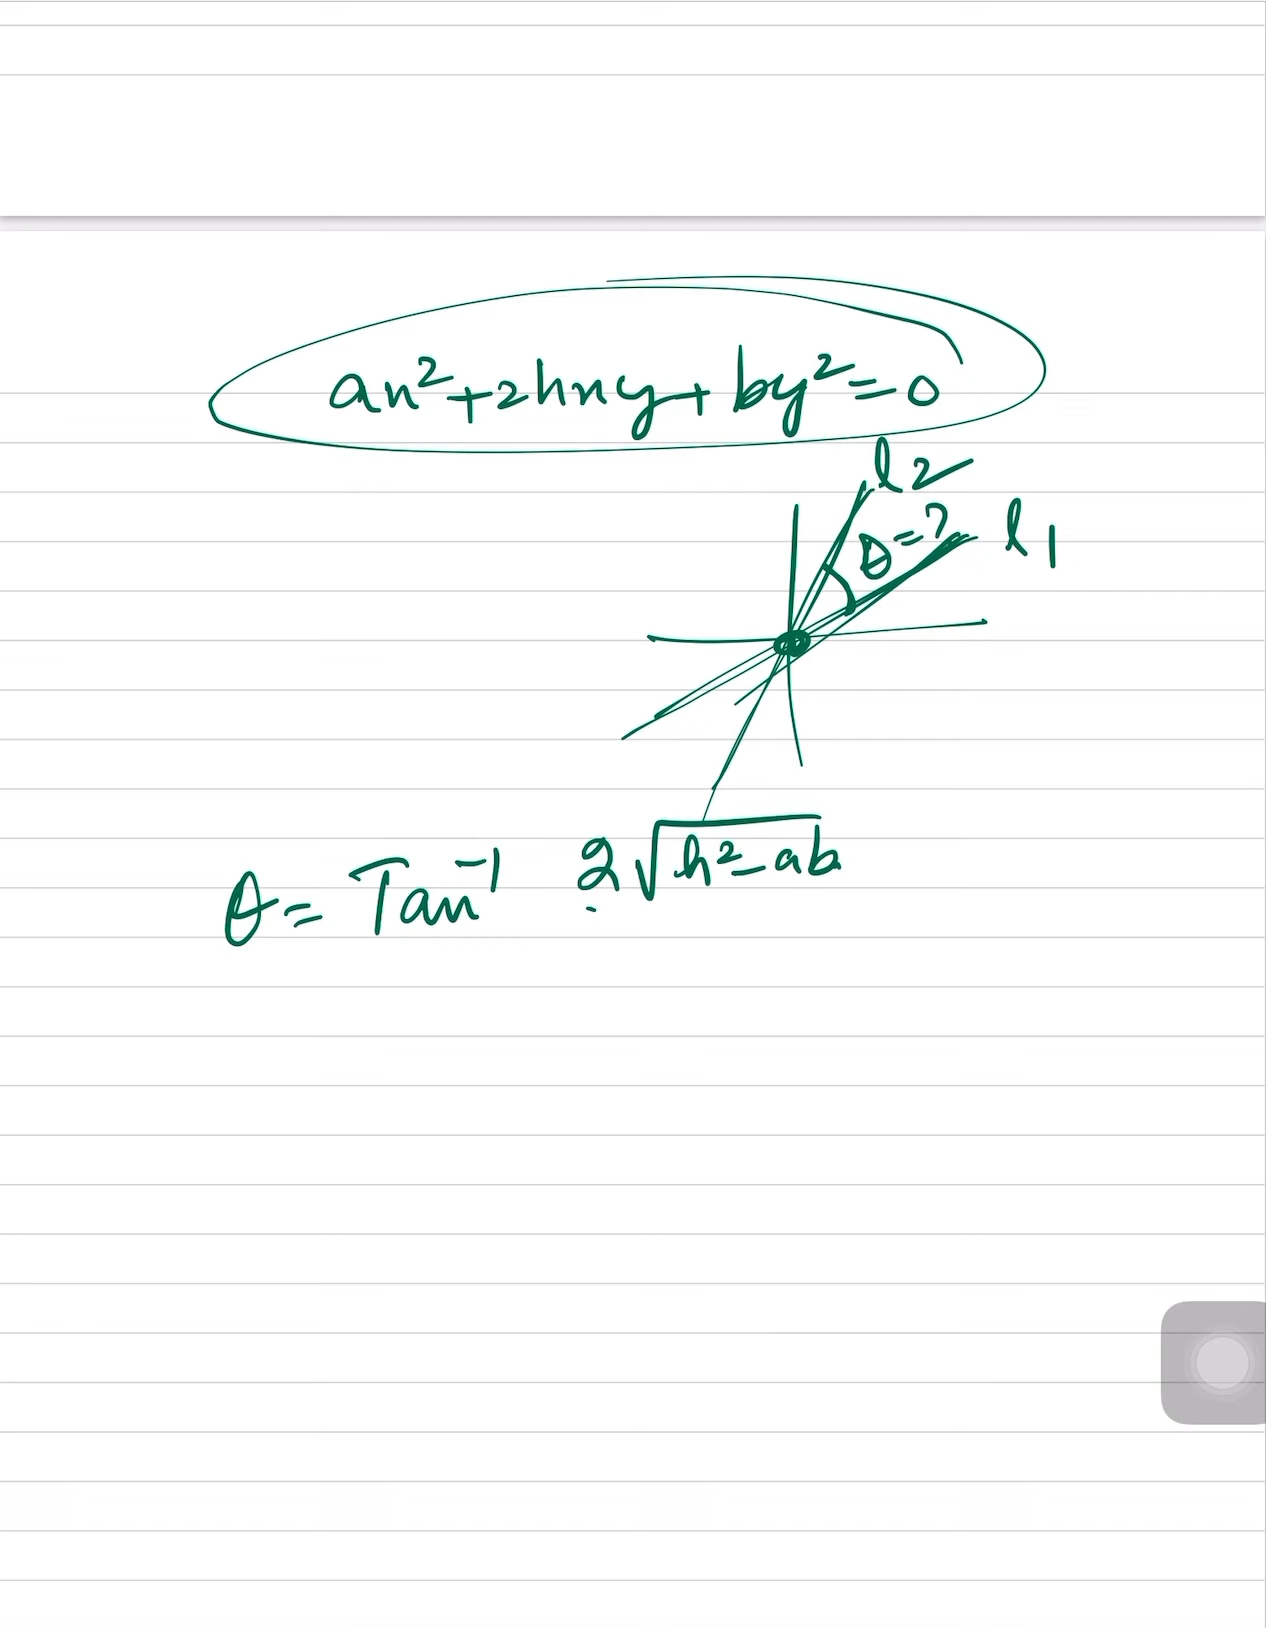 ax²+2hxy+by²=0
l2
θ=?
l1
θ= Tan⁻¹ 2√h²-ab